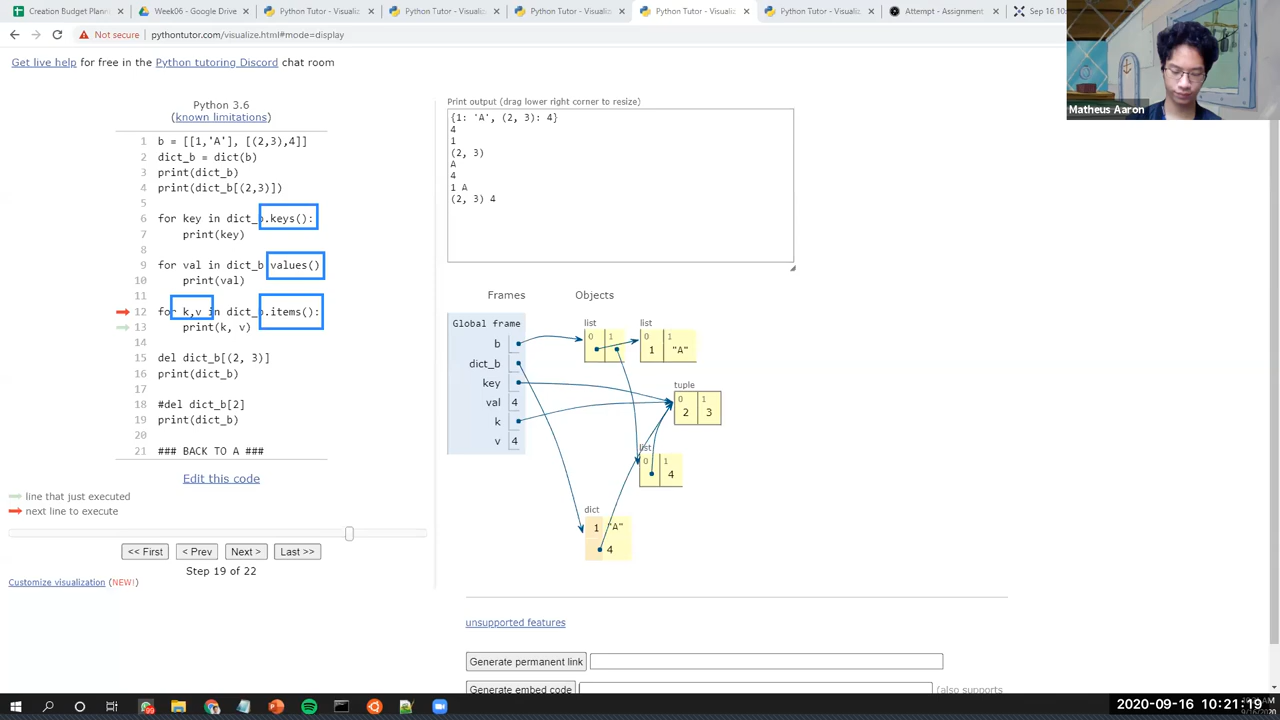 Creation Budget Plannin
Week06 - Google Drive
Python Tutor - Visualiz
Python Tutor - Visualiz
Python Tutor - Visualiz
Python Tutor - Visualiz
Python Tutor - Visualiz
Attempt - Assignment
Sep 16 10
Not secure
pythontutor.com/visualize.html#mode=display
Get live help for free in the Python tutoring Discord chat room
Matheus Aaron
Python 3.6
(known limitations)
1 b = [[1,'A'], [(2,3),4]]
2 dict_b = dict(b)
3 print(dict_b)
4 print(dict_b[(2,3)])
5
6 for key in dict_b.keys():
7 print(key)
8
9 for val in dict_b.values()
10 print(val)
11
12 for k,v in dict_b.items():
13 print(k, v)
14
15 del dict_b[(2, 3)]
16 print(dict_b)
17
18 #del dict_b[2]
19 print(dict_b)
20
21 ### BACK TO A ###
Edit this code
line that just executed
next line to execute
<< First
< Prev
Next >
Last >>
Step 19 of 22
Customize visualization (NEW!)
Print output (drag lower right corner to resize)
{1: 'A', (2, 3): 4}
4
1
(2, 3)
A
4
1 A
(2, 3) 4
Frames
Objects
Global frame
b
dict_b
key
val 4
k
v 4
list
0 1
list
0 1
1 "A"
tuple
0 1
2 3
list
0 1
4
dict
1 "A"
4
unsupported features
Generate permanent link
Generate embed code
(also supports
2020-09-16 10:21:19